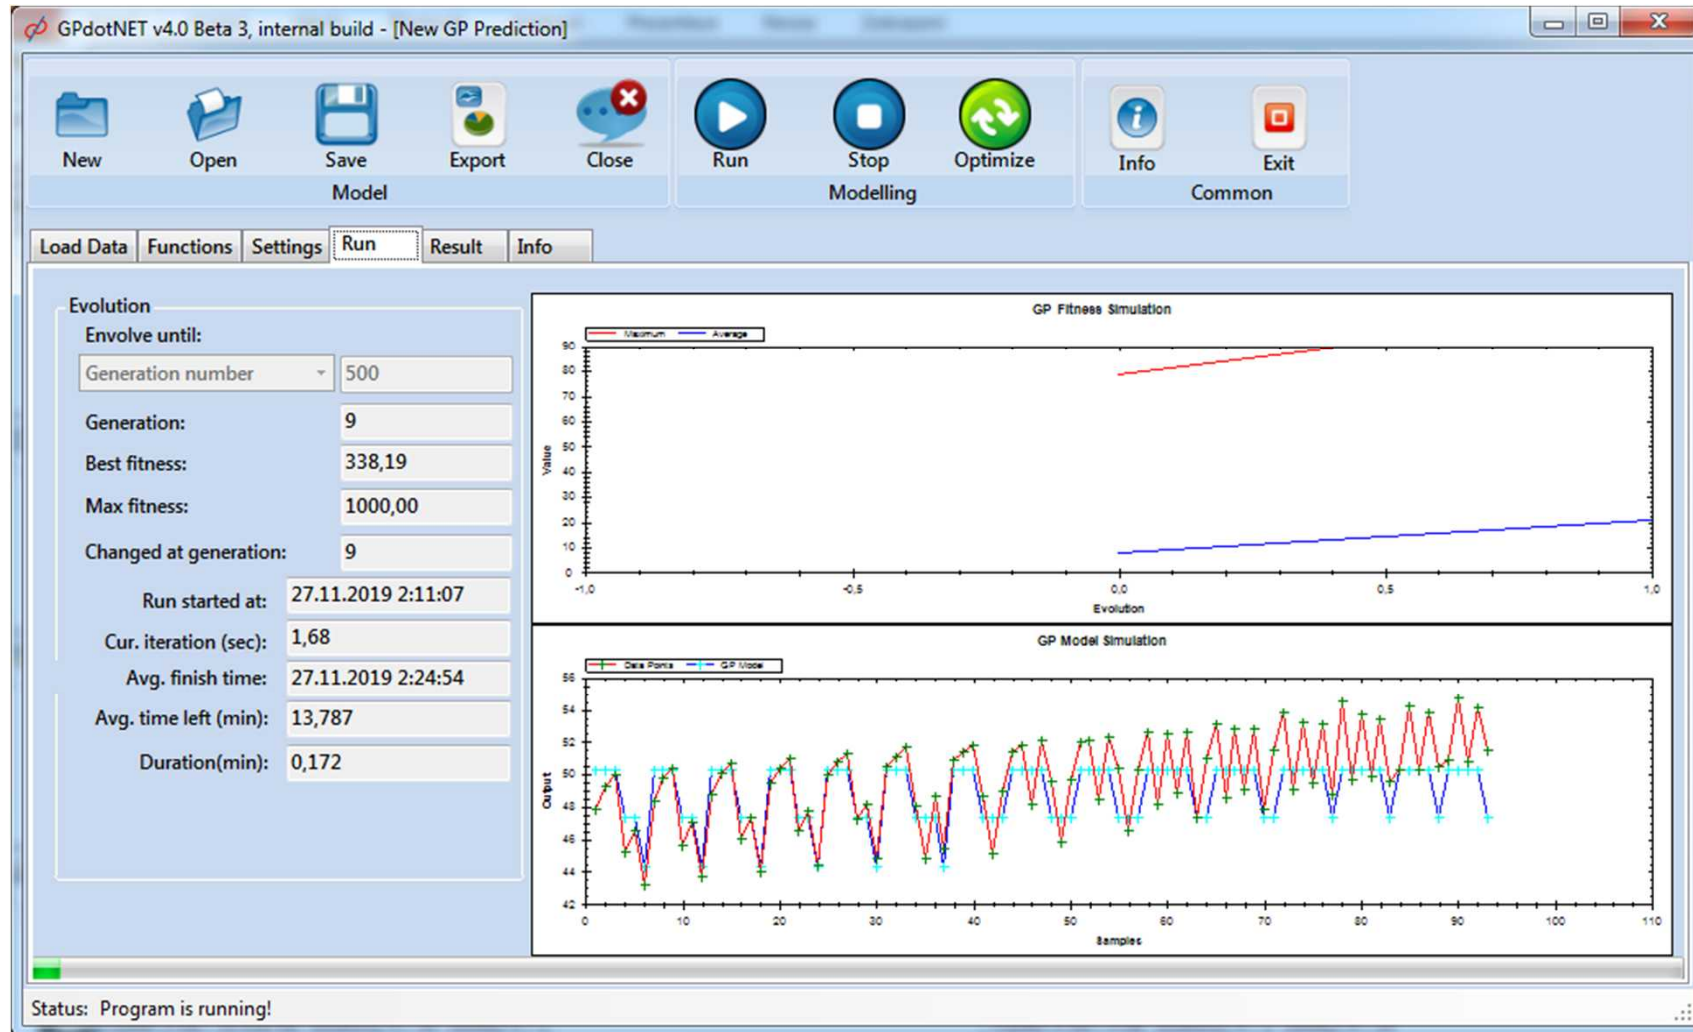 GPdotNET v4.0 Beta 3, internal build - [New GP Prediction]
New Open Save Export Close Run Stop Optimize Info Exit
Model Modelling Common
Load Data Functions Settings Run Result Info
Evolution
Envolve until:
Generation number 500
Generation: 9
Best fitness: 338,19
Max fitness: 1000,00
Changed at generation: 9
Run started at: 27.11.2019 2:11:07
Cur. iteration (sec): 1,68
Avg. finish time: 27.11.2019 2:24:54
Avg. time left (min): 13,787
Duration(min): 0,172
GP Fitness Simulation
Maximum Average
90
80
70
60
50
40
30
20
10
0
Value
-1,0 -0,5 0,0 0,5 1,0
Evolution
GP Model Simulation
Data Points GP Model
56
54
52
50
48
46
44
42
Output
0 10 20 30 40 50 60 70 80 90 100 110
Samples
Status: Program is running!